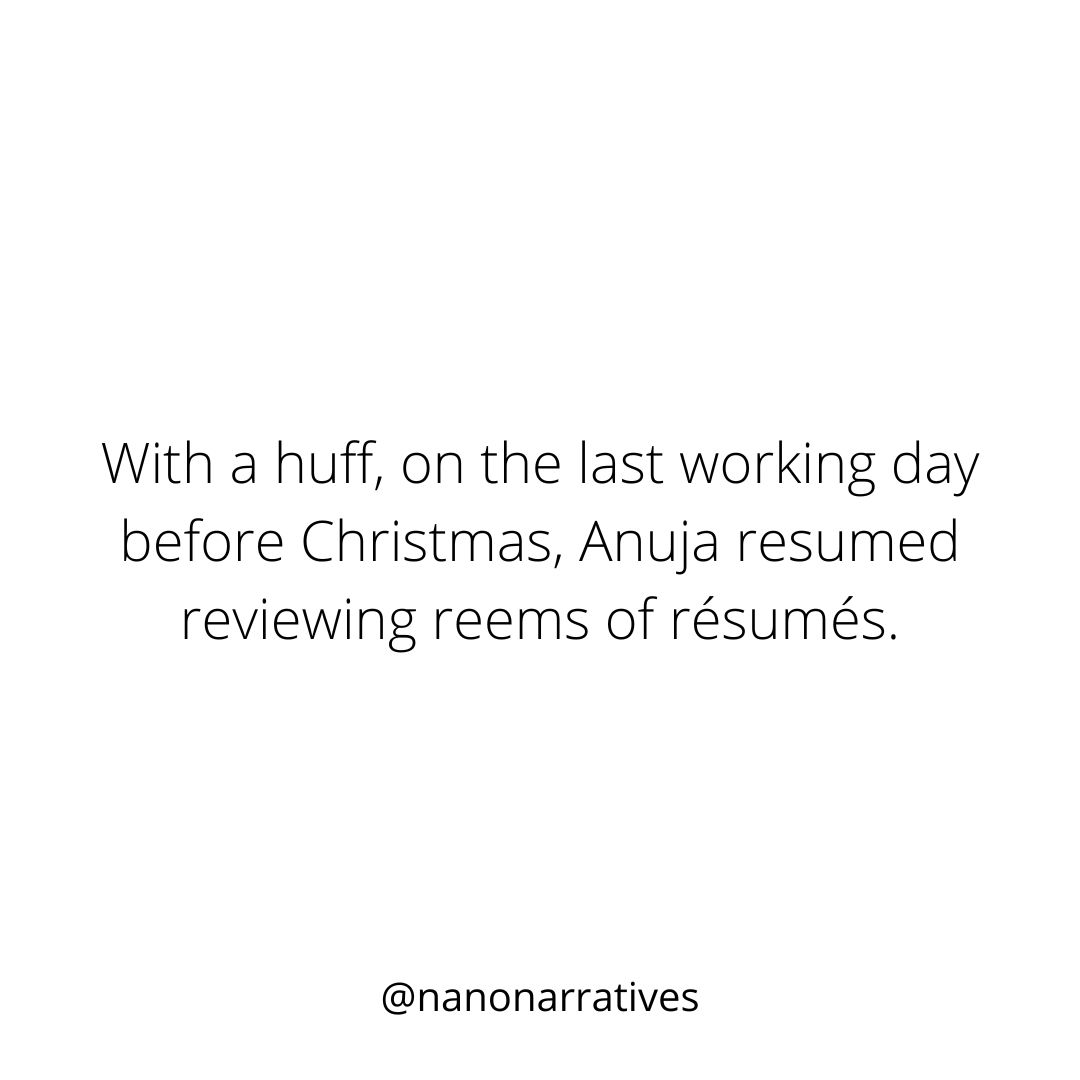 With a huff, on the last working day
before Christmas, Anuja resumed
reviewing reems of résumés.
@nanonarratives